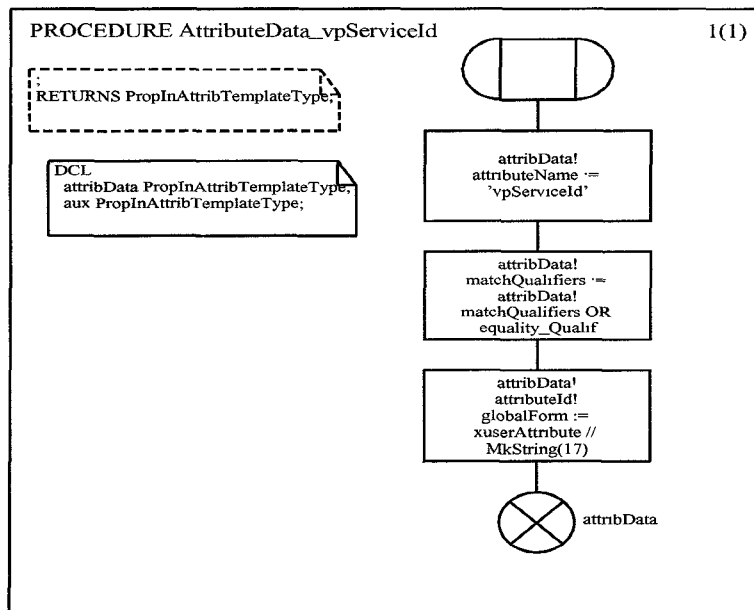 PROCEDURE AttributeData_vpServiceId
1(1)
;
RETURNS PropInAttribTemplateType;
DCL
attribData PropInAttribTemplateType,
aux PropInAttribTemplateType;
attribData!
attributeName :=
'vpServiceId'
attribData!
matchQualifiers :=
attribData!
matchQualifiers OR
equality_Qualif
attribData!
attributeId!
globalForm :=
xuserAttribute //
MkString(17)
attribData